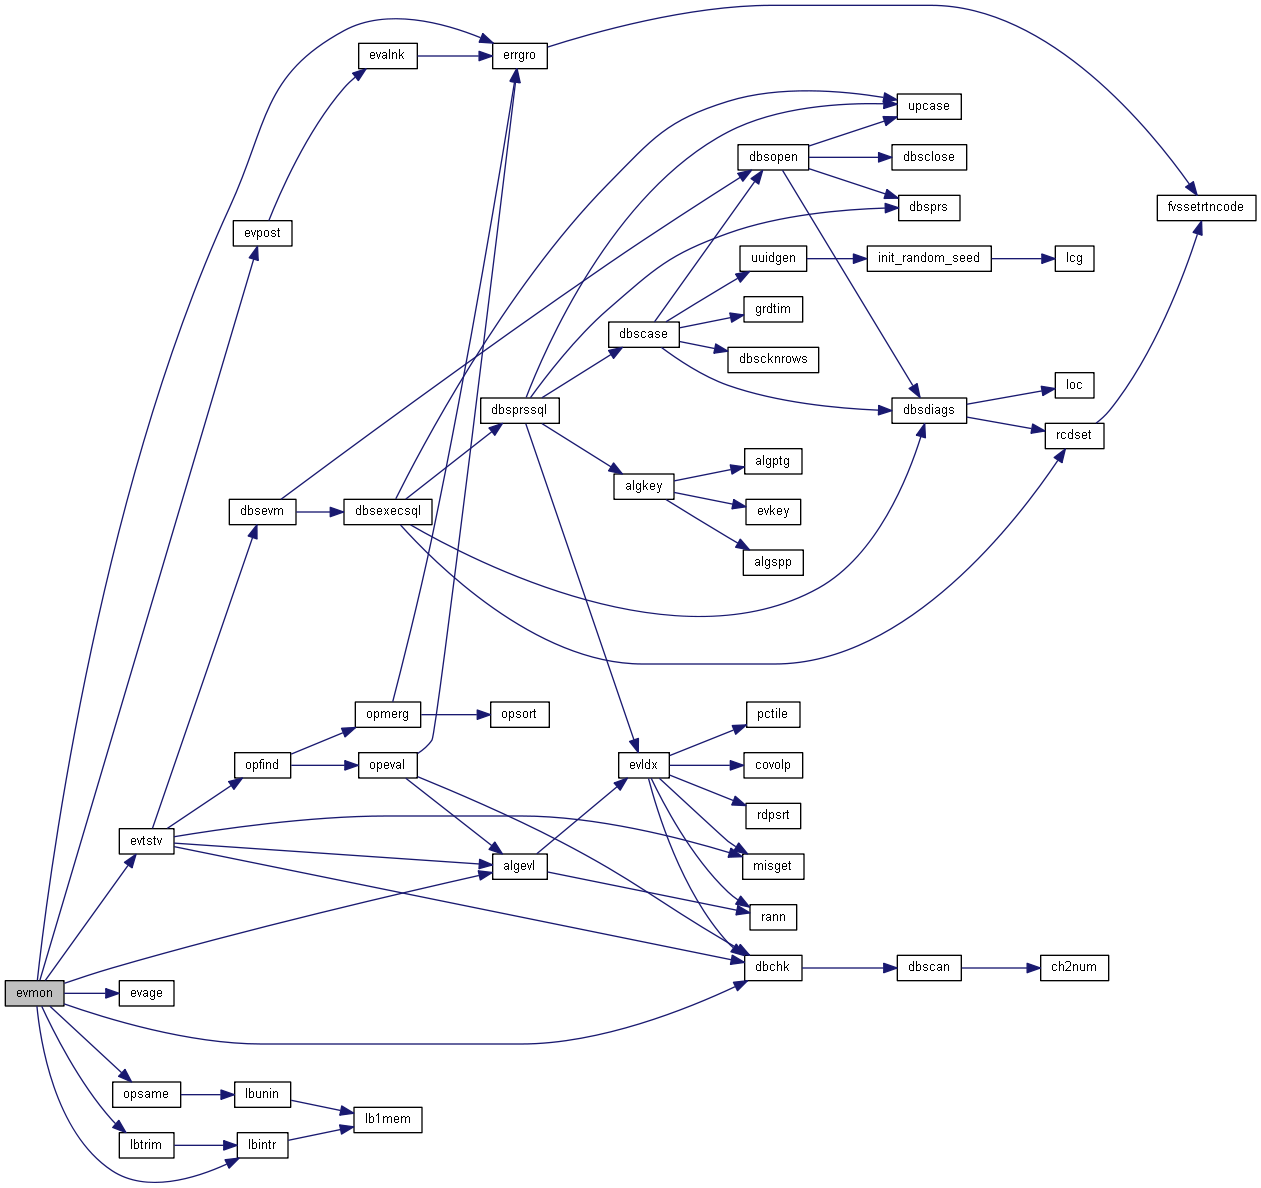 evalnk
errgro
upcase
dbsopen
dbsclose
dbsprs
fvssetrtncode
evpost
uuidgen
init_random_seed
lcg
grdtim
dbscase
dbscknrows
loc
dbsprssql
dbsdiags
rcdset
algptg
algkey
dbsevm
dbsexecsql
evkey
algspp
opmerg
opsort
pctile
opfind
opeval
evldx
covolp
rdpsrt
evtstv
algevl
misget
rann
dbchk
dbscan
ch2num
evmon
evage
opsame
lbunin
lb1mem
lbtrim
lbintr